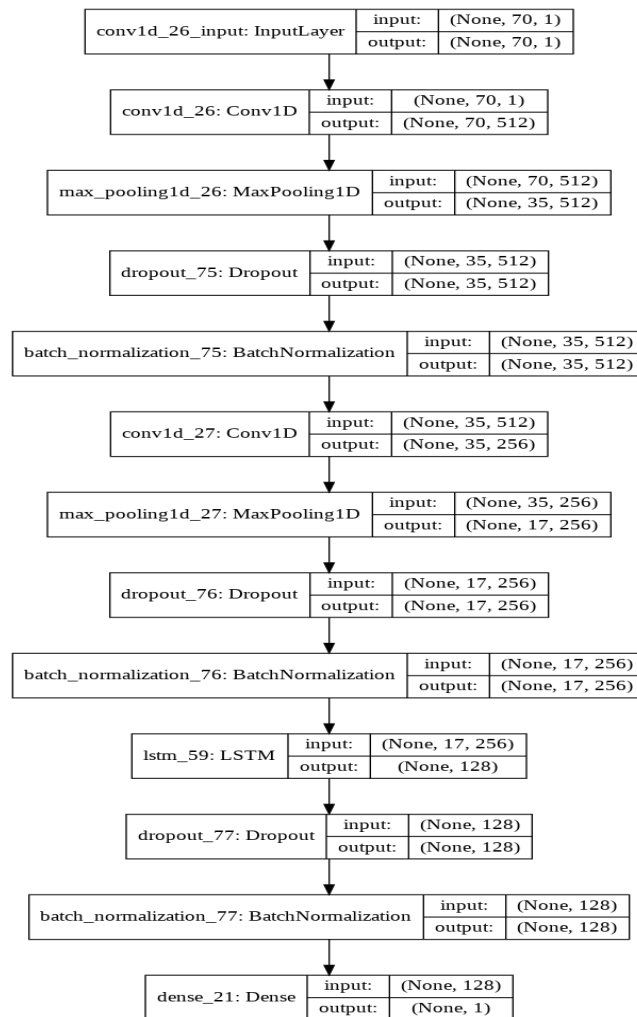 conv1d_26_input: InputLayer
input: (None, 70, 1)
output: (None, 70, 1)
conv1d_26: Conv1D
input: (None, 70, 1)
output: (None, 70, 512)
max_pooling1d_26: MaxPooling1D
input: (None, 70, 512)
output: (None, 35, 512)
dropout_75: Dropout
input: (None, 35, 512)
output: (None, 35, 512)
batch_normalization_75: BatchNormalization
input: (None, 35, 512)
output: (None, 35, 512)
conv1d_27: Conv1D
input: (None, 35, 512)
output: (None, 35, 256)
max_pooling1d_27: MaxPooling1D
input: (None, 35, 256)
output: (None, 17, 256)
dropout_76: Dropout
input: (None, 17, 256)
output: (None, 17, 256)
batch_normalization_76: BatchNormalization
input: (None, 17, 256)
output: (None, 17, 256)
lstm_59: LSTM
input: (None, 17, 256)
output: (None, 128)
dropout_77: Dropout
input: (None, 128)
output: (None, 128)
batch_normalization_77: BatchNormalization
input: (None, 128)
output: (None, 128)
dense_21: Dense
input: (None, 128)
output: (None, 1)